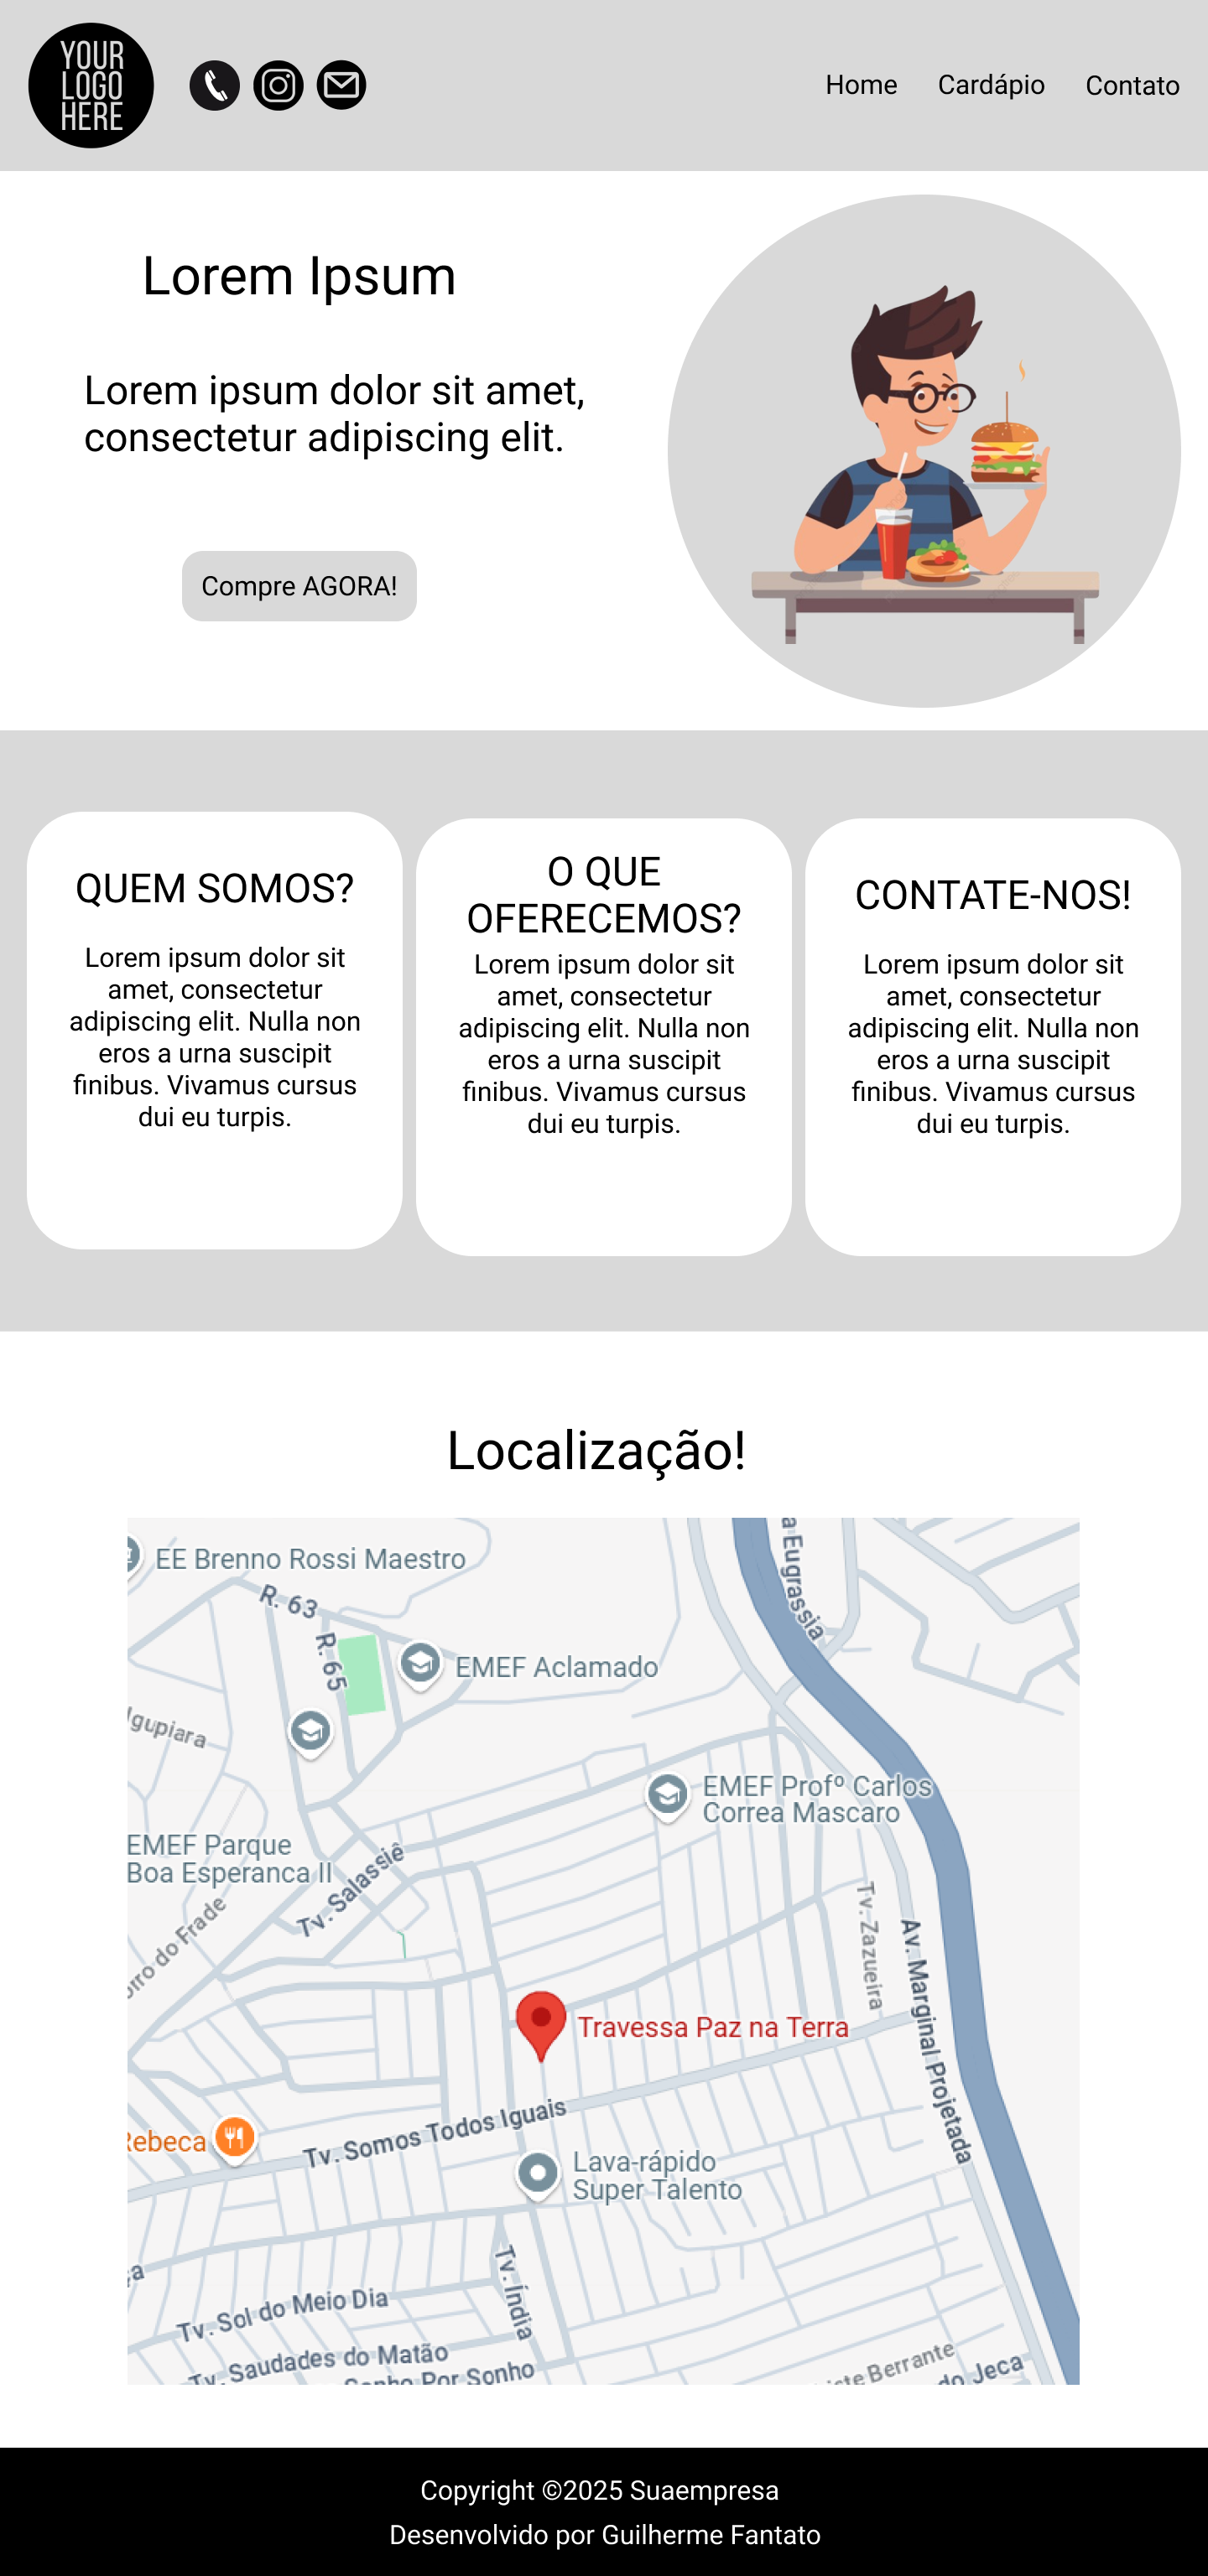 YOUR
LOGO
HERE
Home Cardápio Contato
Lorem Ipsum
Lorem ipsum dolor sit amet,
consectetur adipiscing elit.
Compre AGORA!
QUEM SOMOS?
Lorem ipsum dolor sit
amet, consectetur
adipiscing elit. Nulla non
eros a urna suscipit
finibus. Vivamus cursus
dui eu turpis.
O QUE
OFERECEMOS?
Lorem ipsum dolor sit
amet, consectetur
adipiscing elit. Nulla non
eros a urna suscipit
finibus. Vivamus cursus
dui eu turpis.
CONTATE-NOS!
Lorem ipsum dolor sit
amet, consectetur
adipiscing elit. Nulla non
eros a urna suscipit
finibus. Vivamus cursus
dui eu turpis.
Localização!
a Eugrassia
EE Brenno Rossi Maestro
R. 63
R. 65
EMEF Aclamado
Igupiara
EMEF Profº Carlos
Correa Mascaro
EMEF Parque
Boa Esperanca II
Tv. Salassiê
orro do Frade
Tv. Zazueira
Av. Marginal Projetada
Travessa Paz na Terra
Rebeca
Tv. Somos Todos Iguais
Lava-rápido
Super Talento
ça
Tv. Índia
Tv. Sol do Meio Dia
Tv. Saudades do Matão
Sonho Por Sonho
iste Berrante
do Jeca
Copyright ©2025 Suaempresa
Desenvolvido por Guilherme Fantato